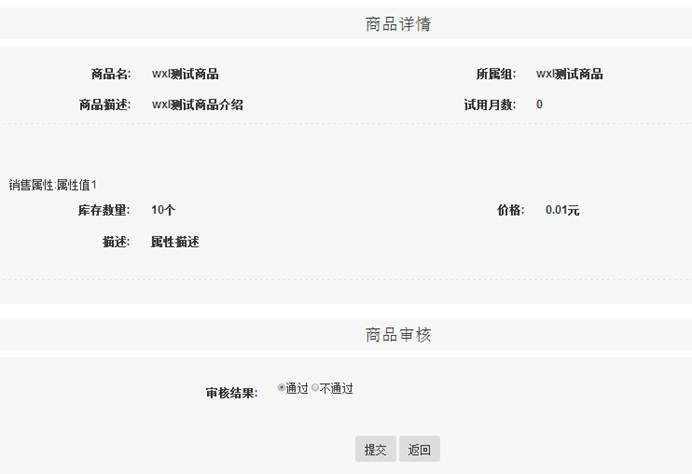 商品详情
商品名: wxl测试商品 所属组: wxl测试商品
商品描述: wxl测试商品介绍 试用月数: 0
销售属性:属性值1
库存数量: 10个 价格: 0.01元
描述: 属性描述
商品审核
审核结果: 通过 不通过
提交 返回